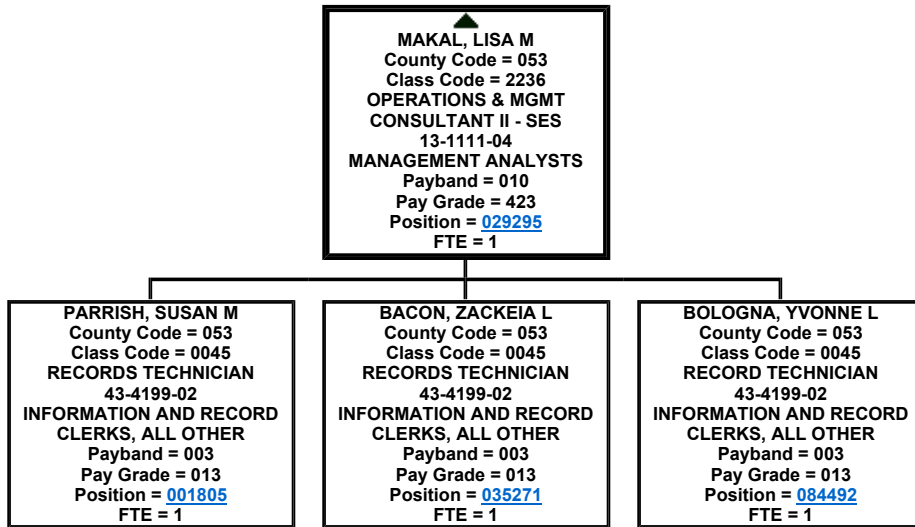 MAKAL, LISA M
County Code = 053
Class Code = 2236
OPERATIONS & MGMT
CONSULTANT II - SES
13-1111-04
MANAGEMENT ANALYSTS
Payband = 010
Pay Grade = 423
Position = 029295
FTE = 1
PARRISH, SUSAN M
County Code = 053
Class Code = 0045
RECORDS TECHNICIAN
43-4199-02
INFORMATION AND RECORD
CLERKS, ALL OTHER
Payband = 003
Pay Grade = 013
Position = 001805
FTE = 1
BACON, ZACKEIA L
County Code = 053
Class Code = 0045
RECORDS TECHNICIAN
43-4199-02
INFORMATION AND RECORD
CLERKS, ALL OTHER
Payband = 003
Pay Grade = 013
Position = 035271
FTE = 1
BOLOGNA, YVONNE L
County Code = 053
Class Code = 0045
RECORD TECHNICIAN
43-4199-02
INFORMATION AND RECORD
CLERKS, ALL OTHER
Payband = 003
Pay Grade = 013
Position = 084492
FTE = 1